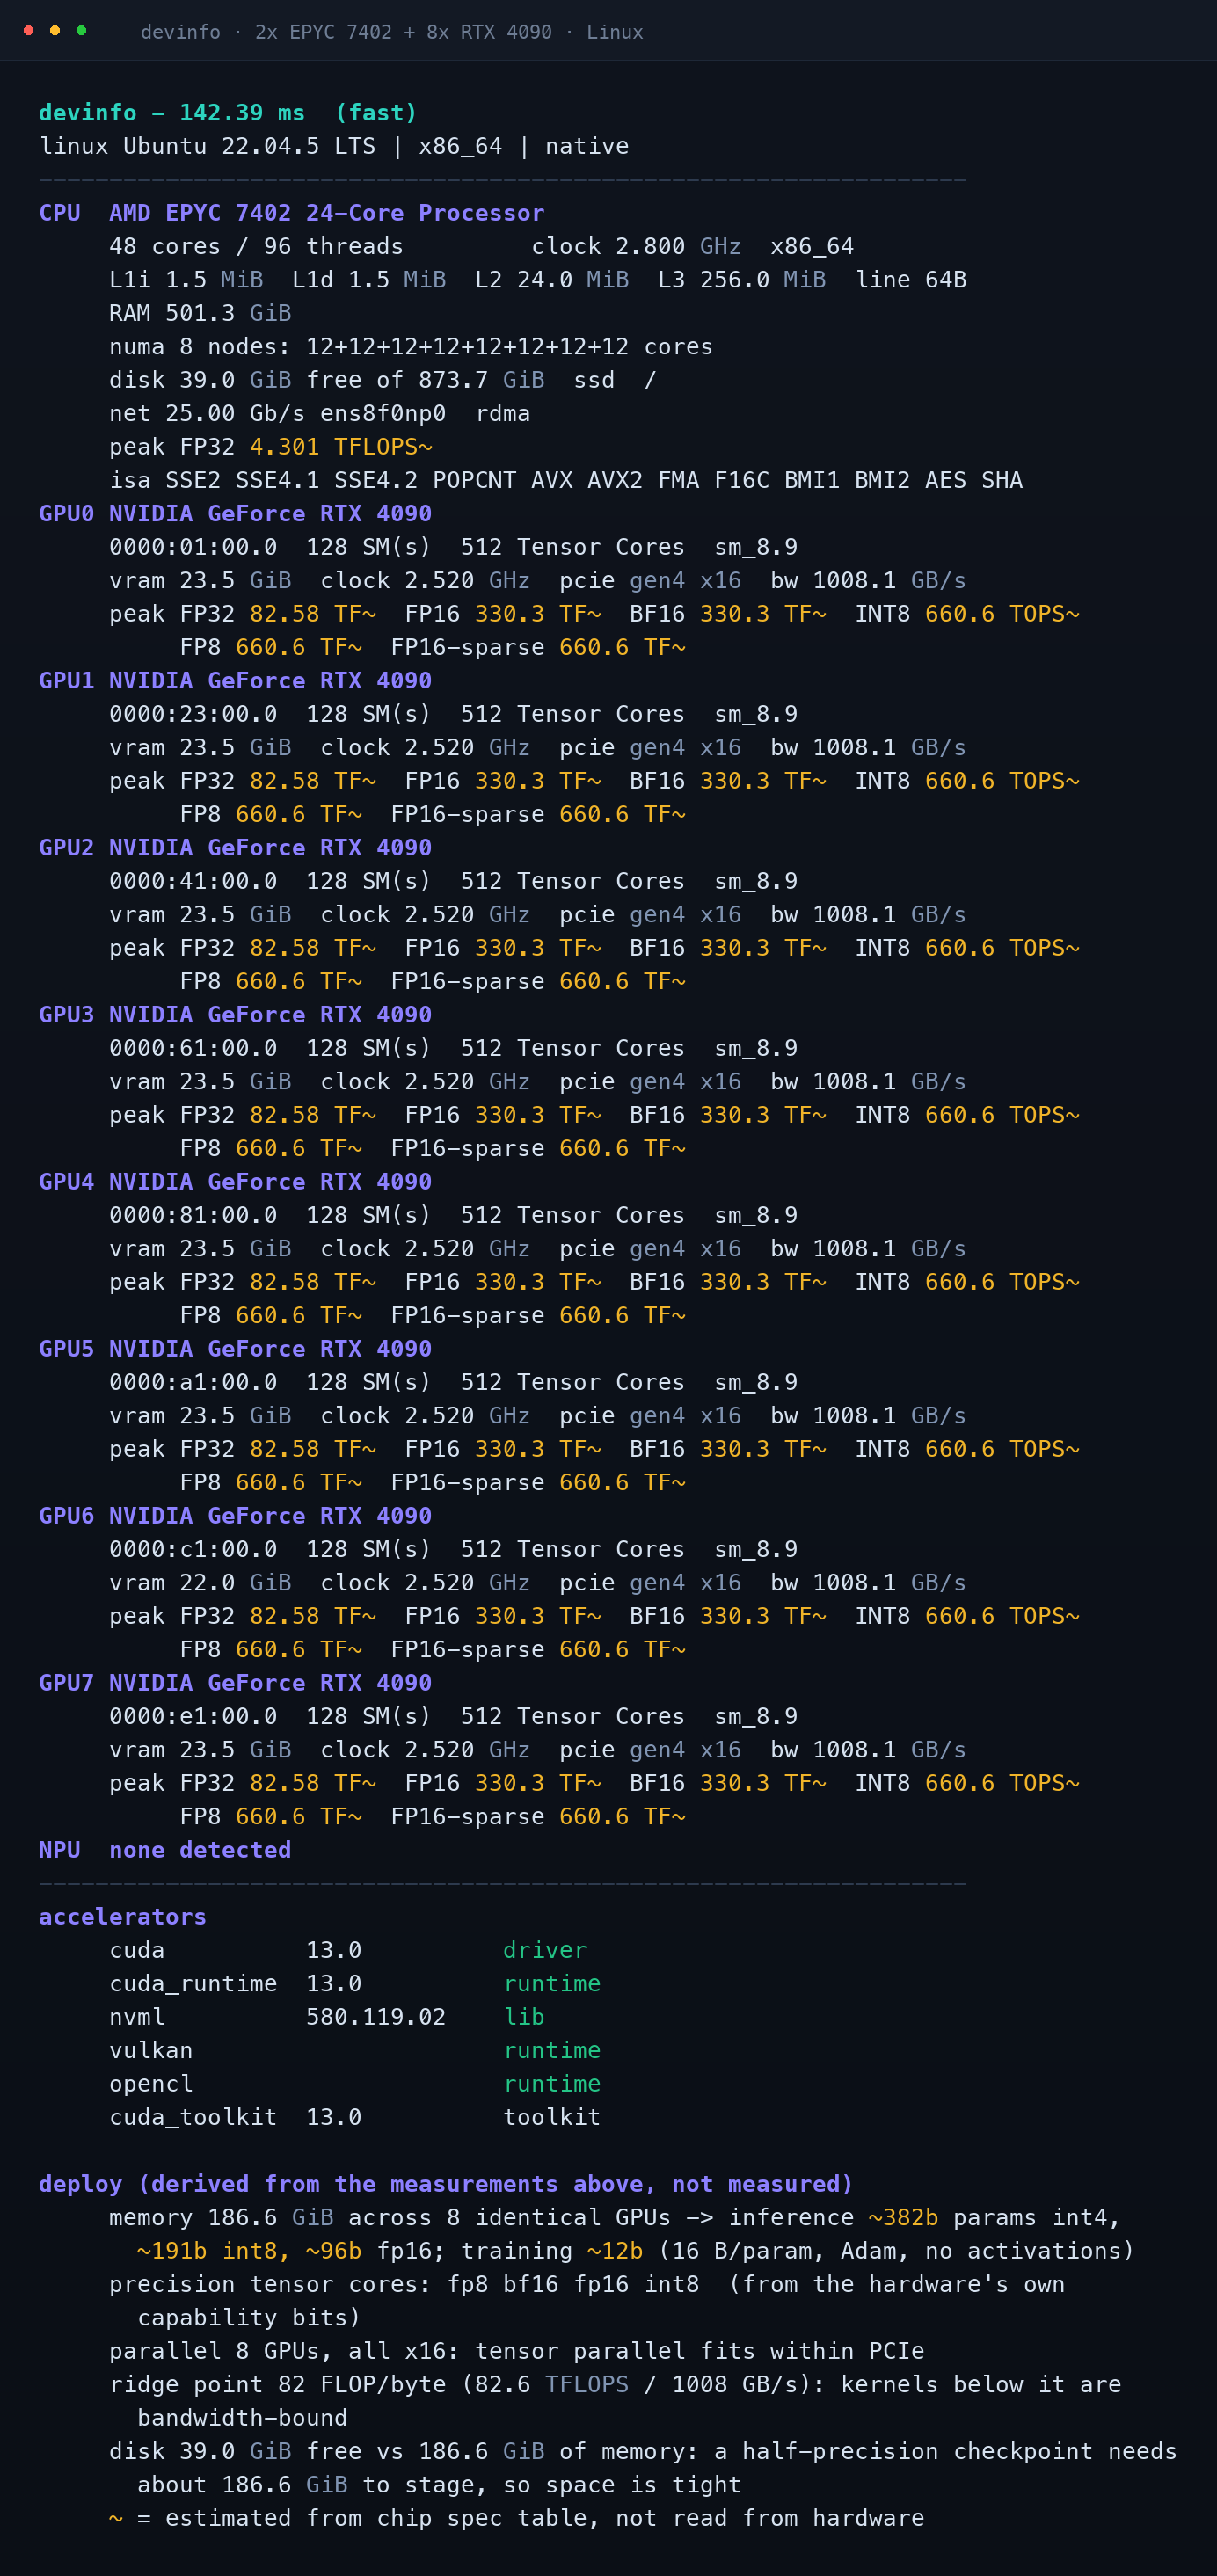 devinfo · 2x EPYC 7402 + 8x RTX 4090 · Linux
devinfo — 142.39 ms  (fast)
linux Ubuntu 22.04.5 LTS | x86_64 | native
CPU  AMD EPYC 7402 24-Core Processor
48 cores / 96 threads         clock 2.800 GHz  x86_64
L1i 1.5 MiB  L1d 1.5 MiB  L2 24.0 MiB  L3 256.0 MiB  line 64B
RAM 501.3 GiB
numa 8 nodes: 12+12+12+12+12+12+12+12 cores
disk 39.0 GiB free of 873.7 GiB  ssd  /
net 25.00 Gb/s ens8f0np0  rdma
peak FP32 4.301 TFLOPS~
isa SSE2 SSE4.1 SSE4.2 POPCNT AVX AVX2 FMA F16C BMI1 BMI2 AES SHA
GPU0 NVIDIA GeForce RTX 4090
0000:01:00.0  128 SM(s)  512 Tensor Cores  sm_8.9
vram 23.5 GiB  clock 2.520 GHz  pcie gen4 x16  bw 1008.1 GB/s
peak FP32 82.58 TF~  FP16 330.3 TF~  BF16 330.3 TF~  INT8 660.6 TOPS~
FP8 660.6 TF~  FP16-sparse 660.6 TF~
GPU1 NVIDIA GeForce RTX 4090
0000:23:00.0  128 SM(s)  512 Tensor Cores  sm_8.9
vram 23.5 GiB  clock 2.520 GHz  pcie gen4 x16  bw 1008.1 GB/s
peak FP32 82.58 TF~  FP16 330.3 TF~  BF16 330.3 TF~  INT8 660.6 TOPS~
FP8 660.6 TF~  FP16-sparse 660.6 TF~
GPU2 NVIDIA GeForce RTX 4090
0000:41:00.0  128 SM(s)  512 Tensor Cores  sm_8.9
vram 23.5 GiB  clock 2.520 GHz  pcie gen4 x16  bw 1008.1 GB/s
peak FP32 82.58 TF~  FP16 330.3 TF~  BF16 330.3 TF~  INT8 660.6 TOPS~
FP8 660.6 TF~  FP16-sparse 660.6 TF~
GPU3 NVIDIA GeForce RTX 4090
0000:61:00.0  128 SM(s)  512 Tensor Cores  sm_8.9
vram 23.5 GiB  clock 2.520 GHz  pcie gen4 x16  bw 1008.1 GB/s
peak FP32 82.58 TF~  FP16 330.3 TF~  BF16 330.3 TF~  INT8 660.6 TOPS~
FP8 660.6 TF~  FP16-sparse 660.6 TF~
GPU4 NVIDIA GeForce RTX 4090
0000:81:00.0  128 SM(s)  512 Tensor Cores  sm_8.9
vram 23.5 GiB  clock 2.520 GHz  pcie gen4 x16  bw 1008.1 GB/s
peak FP32 82.58 TF~  FP16 330.3 TF~  BF16 330.3 TF~  INT8 660.6 TOPS~
FP8 660.6 TF~  FP16-sparse 660.6 TF~
GPU5 NVIDIA GeForce RTX 4090
0000:a1:00.0  128 SM(s)  512 Tensor Cores  sm_8.9
vram 23.5 GiB  clock 2.520 GHz  pcie gen4 x16  bw 1008.1 GB/s
peak FP32 82.58 TF~  FP16 330.3 TF~  BF16 330.3 TF~  INT8 660.6 TOPS~
FP8 660.6 TF~  FP16-sparse 660.6 TF~
GPU6 NVIDIA GeForce RTX 4090
0000:c1:00.0  128 SM(s)  512 Tensor Cores  sm_8.9
vram 22.0 GiB  clock 2.520 GHz  pcie gen4 x16  bw 1008.1 GB/s
peak FP32 82.58 TF~  FP16 330.3 TF~  BF16 330.3 TF~  INT8 660.6 TOPS~
FP8 660.6 TF~  FP16-sparse 660.6 TF~
GPU7 NVIDIA GeForce RTX 4090
0000:e1:00.0  128 SM(s)  512 Tensor Cores  sm_8.9
vram 23.5 GiB  clock 2.520 GHz  pcie gen4 x16  bw 1008.1 GB/s
peak FP32 82.58 TF~  FP16 330.3 TF~  BF16 330.3 TF~  INT8 660.6 TOPS~
FP8 660.6 TF~  FP16-sparse 660.6 TF~
NPU  none detected
accelerators
cuda          13.0          driver
cuda_runtime  13.0          runtime
nvml          580.119.02    lib
vulkan                      runtime
opencl                      runtime
cuda_toolkit  13.0          toolkit
deploy (derived from the measurements above, not measured)
memory 186.6 GiB across 8 identical GPUs -> inference ~382b params int4,
~191b int8, ~96b fp16; training ~12b (16 B/param, Adam, no activations)
precision tensor cores: fp8 bf16 fp16 int8  (from the hardware's own
capability bits)
parallel 8 GPUs, all x16: tensor parallel fits within PCIe
ridge point 82 FLOP/byte (82.6 TFLOPS / 1008 GB/s): kernels below it are
bandwidth-bound
disk 39.0 GiB free vs 186.6 GiB of memory: a half-precision checkpoint needs
about 186.6 GiB to stage, so space is tight
~ = estimated from chip spec table, not read from hardware